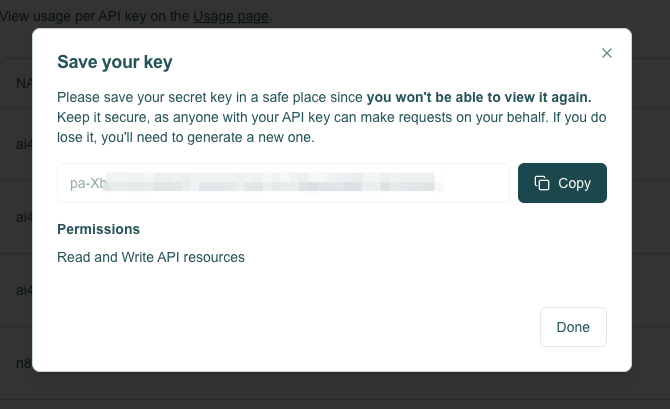 View usage per API key on the Usage page.
Save your key
Please save your secret key in a safe place since you won't be able to view it again.
Keep it secure, as anyone with your API key can make requests on your behalf. If you do
lose it, you'll need to generate a new one.
pa-Xb
Copy
Permissions
Read and Write API resources
Done
NA
ai4
ai4
ai4
n8